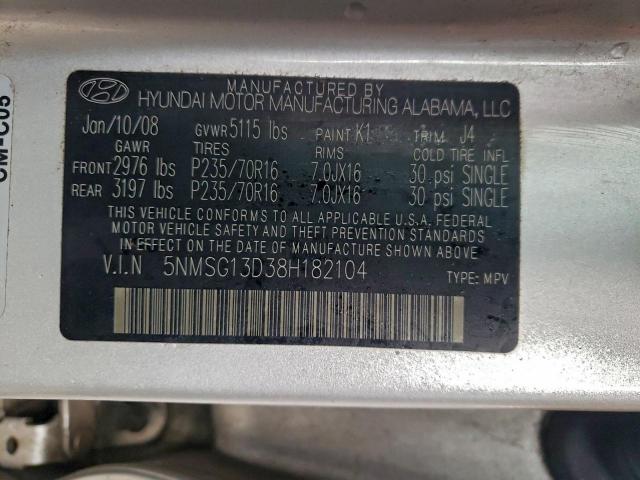 CM-C05
MANUFACTURED BY
HYUNDAI MOTOR MANUFACTURING ALABAMA, LLC
Jan/10/08 GVWR 5115 lbs PAINT K1 TRIM J4
GAWR TIRES RIMS COLD TIRE INFL
FRONT 2976 lbs P235/70R16 7.0JX16 30 psi SINGLE
REAR 3197 lbs P235/70R16 7.0JX16 30 psi SINGLE
THIS VEHICLE CONFORMS TO ALL APPLICABLE U.S.A. FEDERAL
MOTOR VEHICLE SAFETY AND THEFT PREVENTION STANDARDS
IN EFFECT ON THE DATE OF MANUFACTURE SHOWN ABOVE.
V.I.N 5NMSG13D38H182104 TYPE: MPV